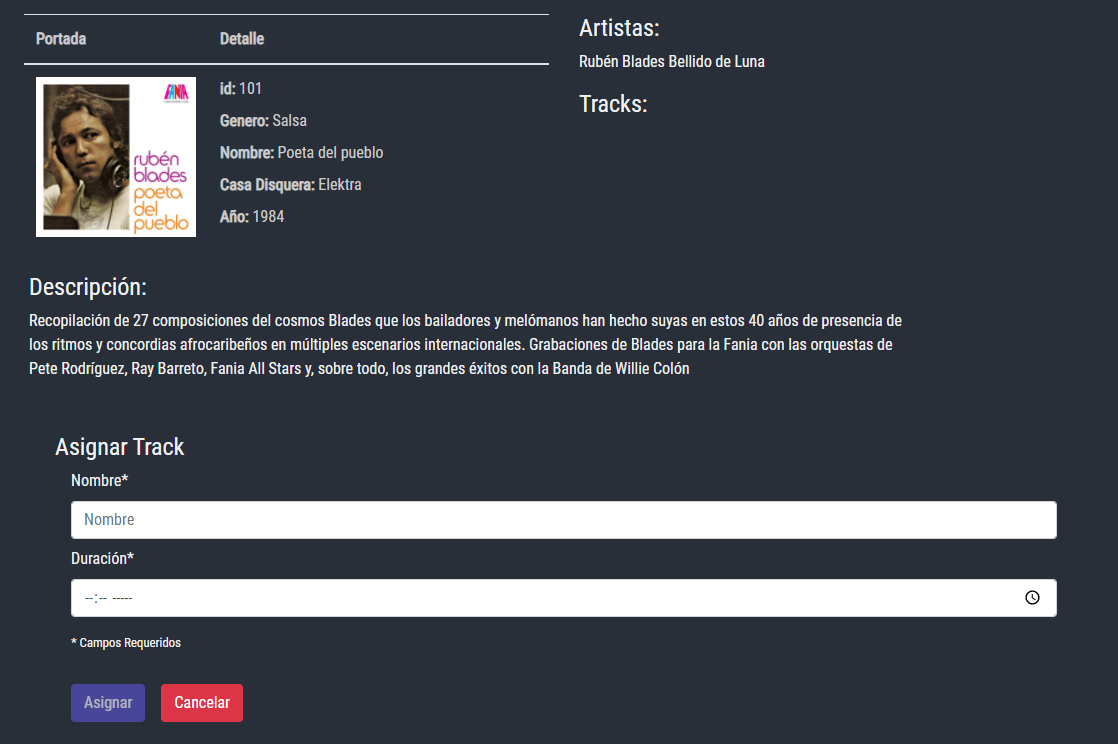 Portada Detalle
FANIA
rubén
blades
poeta
del
pueblo
id: 101
Genero: Salsa
Nombre: Poeta del pueblo
Casa Disquera: Elektra
Año: 1984
Artistas:
Rubén Blades Bellido de Luna
Tracks:
Descripción:
Recopilación de 27 composiciones del cosmos Blades que los bailadores y melómanos han hecho suyas en estos 40 años de presencia de
los ritmos y concordias afrocaribeños en múltiples escenarios internacionales. Grabaciones de Blades para la Fania con las orquestas de
Pete Rodríguez, Ray Barreto, Fania All Stars y, sobre todo, los grandes éxitos con la Banda de Willie Colón
Asignar Track
Nombre*
Nombre
Duración*
--:-- -----
* Campos Requeridos
Asignar Cancelar